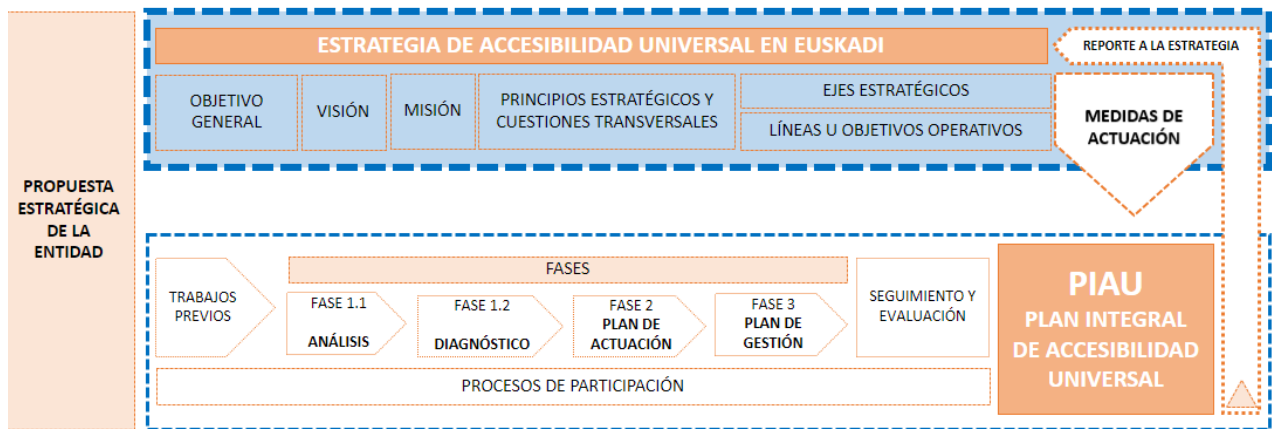 PROPUESTA
ESTRATÉGICA
DE LA
ENTIDAD
ESTRATEGIA DE ACCESIBILIDAD UNIVERSAL EN EUSKADI
REPORTE A LA ESTRATEGIA
OBJETIVO
GENERAL
VISIÓN
MISIÓN
PRINCIPIOS ESTRATÉGICOS Y
CUESTIONES TRANSVERSALES
EJES ESTRATÉGICOS
LÍNEAS U OBJETIVOS OPERATIVOS
MEDIDAS DE
ACTUACIÓN
TRABAJOS
PREVIOS
FASES
FASE 1.1
ANÁLISIS
FASE 1.2
DIAGNÓSTICO
FASE 2
PLAN DE
ACTUACIÓN
FASE 3
PLAN DE
GESTIÓN
SEGUIMIENTO Y
EVALUACIÓN
PROCESOS DE PARTICIPACIÓN
PIAU
PLAN INTEGRAL
DE ACCESIBILIDAD
UNIVERSAL